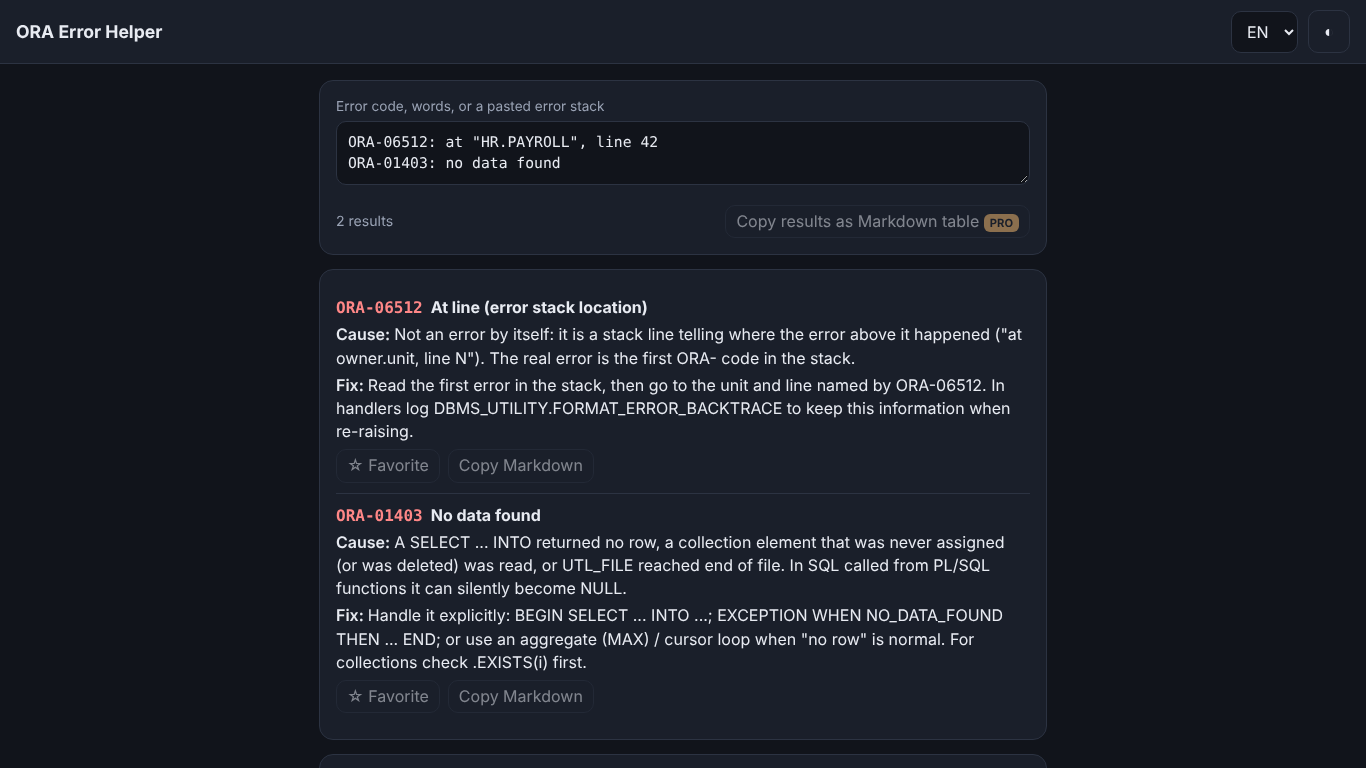 ORA Error Helper
EN
Error code, words, or a pasted error stack
ORA-06512: at "HR.PAYROLL", line 42
ORA-01403: no data found
2 results
Copy results as Markdown table PRO
ORA-06512 At line (error stack location)
Cause: Not an error by itself: it is a stack line telling where the error above it happened ("at
owner.unit, line N"). The real error is the first ORA- code in the stack.
Fix: Read the first error in the stack, then go to the unit and line named by ORA-06512. In
handlers log DBMS_UTILITY.FORMAT_ERROR_BACKTRACE to keep this information when
re-raising.
☆ Favorite Copy Markdown
ORA-01403 No data found
Cause: A SELECT ... INTO returned no row, a collection element that was never assigned
(or was deleted) was read, or UTL_FILE reached end of file. In SQL called from PL/SQL
functions it can silently become NULL.
Fix: Handle it explicitly: BEGIN SELECT ... INTO ...; EXCEPTION WHEN NO_DATA_FOUND
THEN ... END; or use an aggregate (MAX) / cursor loop when "no row" is normal. For
collections check .EXISTS(i) first.
☆ Favorite Copy Markdown